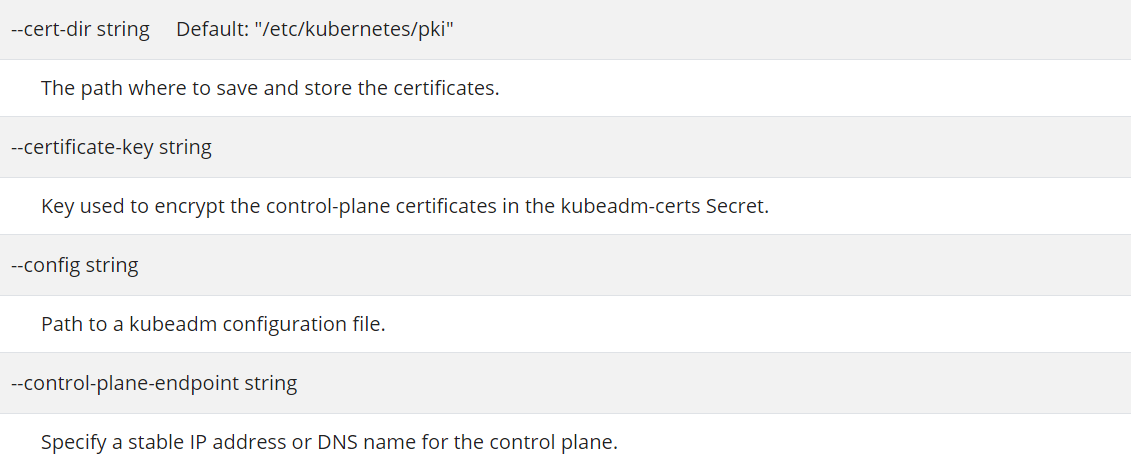 --cert-dir string     Default: "/etc/kubernetes/pki"
The path where to save and store the certificates.
--certificate-key string
Key used to encrypt the control-plane certificates in the kubeadm-certs Secret.
--config string
Path to a kubeadm configuration file.
--control-plane-endpoint string
Specify a stable IP address or DNS name for the control plane.